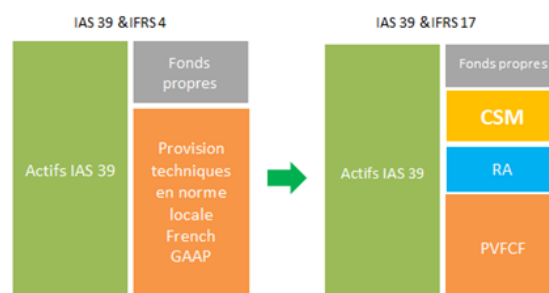 IAS 39 &IFRS 4
Fonds
propres
Actifs IAS 39
Provision
techniques
en norme
locale
French
GAAP
IAS 39 &IFRS 17
Fonds propres
CSM
Actifs IAS 39
RA
PVFCF